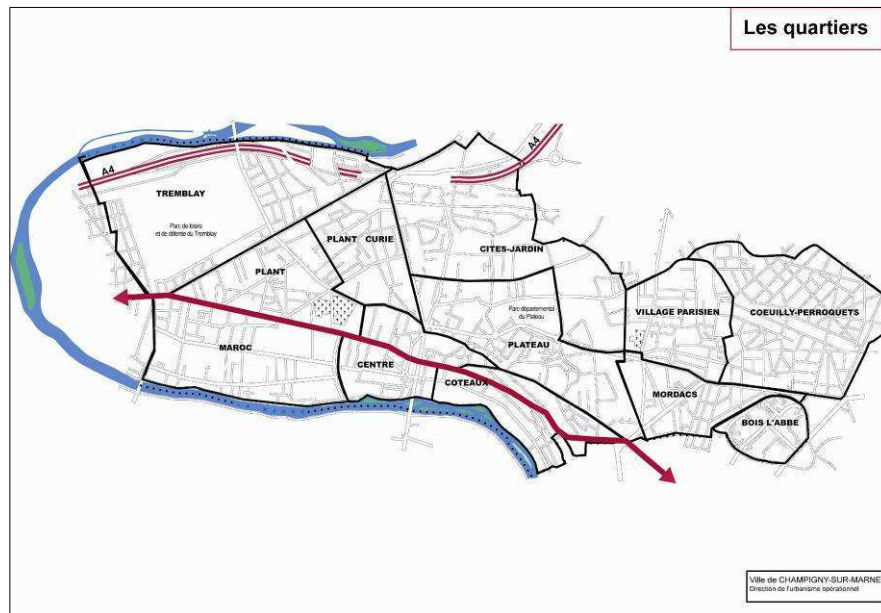 Les quartiers
A4
A4
TREMBLAY
Parc de loisirs
et de détente du Tremblay
PLANT CURIE
CITES-JARDIN
PLANT
Parc départemental
du Plateau
VILLAGE PARISIEN
COEUILLY-PERROQUETS
MAROC
PLATEAU
CENTRE
COTEAUX
MORDACS
BOIS L'ABBE
Ville de CHAMPIGNY-SUR-MARNE
Direction de l'urbanisme opérationnel